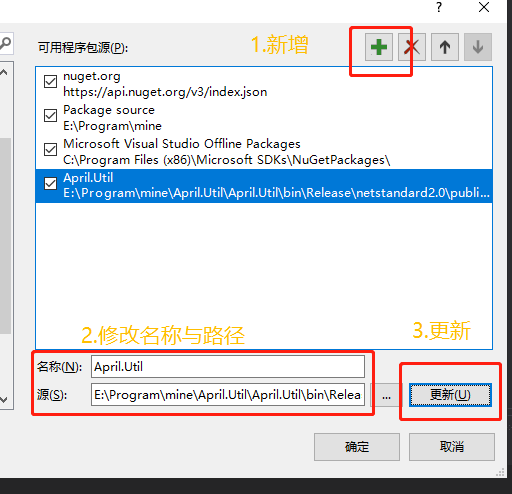 ?
可用程序包源(P):
1.新增
nuget.org
https://api.nuget.org/v3/index.json
Package source
E:\Program\mine
Microsoft Visual Studio Offline Packages
C:\Program Files (x86)\Microsoft SDKs\NuGetPackages\
April.Util
E:\Program\mine\April.Util\April.Util\bin\Release\netstandard2.0\publi...
2.修改名称与路径
3.更新
名称(N):
April.Util
源(S):
E:\Program\mine\April.Util\April.Util\bin\Relea
...
更新(U)
确定
取消